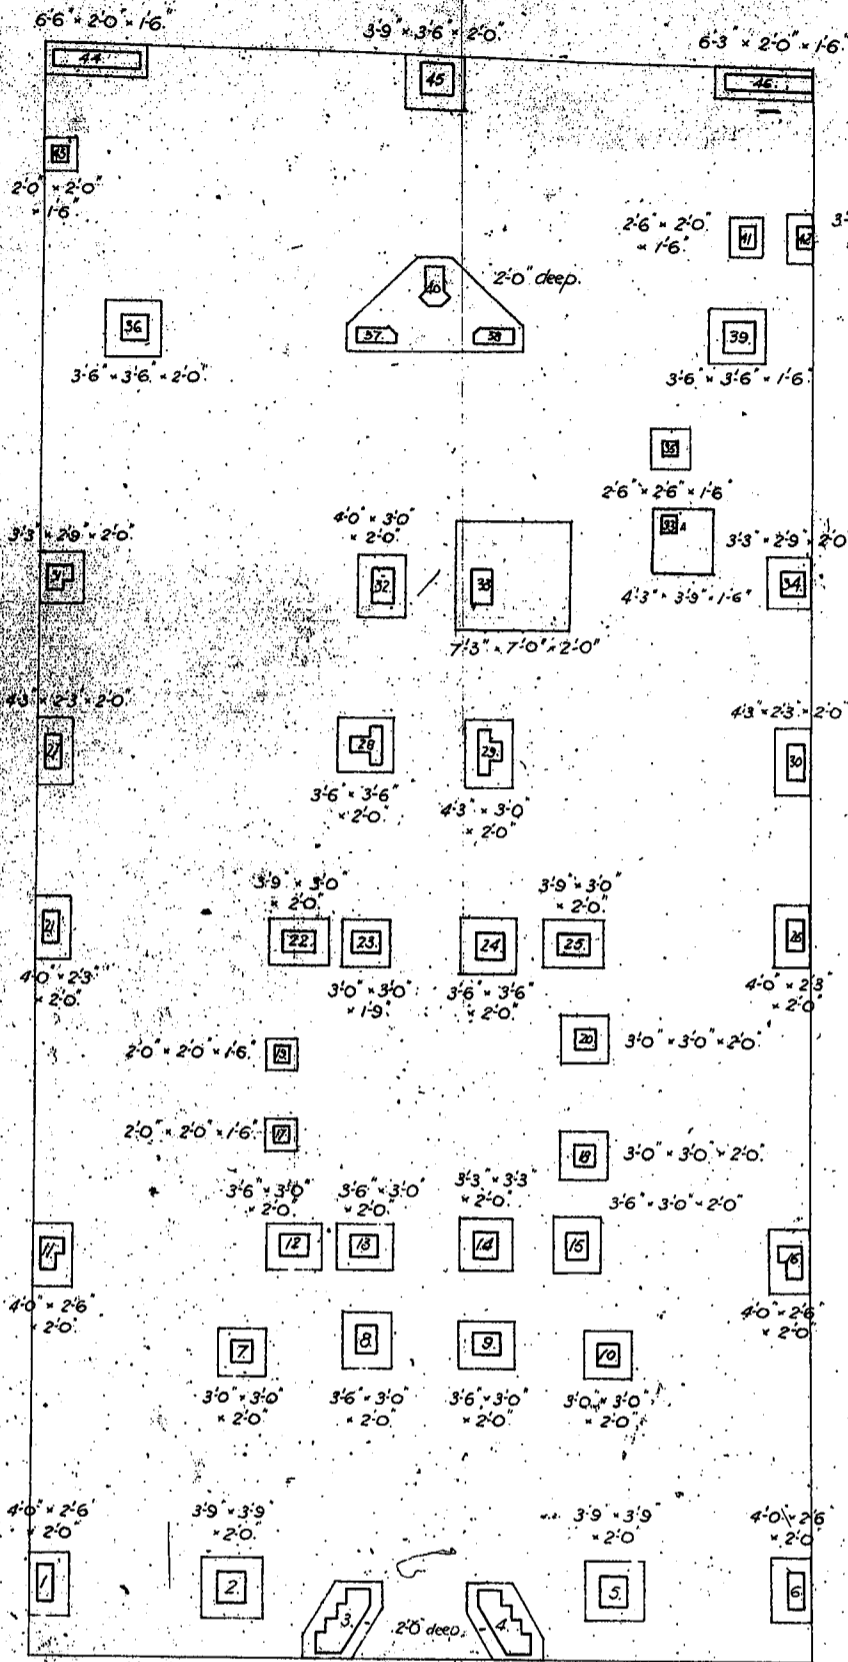 6'-6" × 2'-0" × 1'-6".
3'-9" × 3'-6" × 2'-0".
6'-3" × 2'-0" × 1'-6"
44.
45
46.
2'-0" × 2'-0"
× 1'-6".
2'-6" × 2'-0".
× 1'-6".
41
42
3'-
40
2'-0" deep.
36.
37.
38
39.
3'-6" × 3'-6" × 2'-0".
3'-6" × 3'-6" × 1'-6"
35
2'-6" × 2'-6" × 1'-6"
4'-0" × 3'-0"
× 2'-0".
3'-3" × 2'-9" × 2'-0".
33 A
3'-3" × 2'-9" × 2'-0"
31
32.
33
34.
4'-3" × 3'-9" × 1'-6"
7'-3" × 7'-0" × 2'-0"
4'-3" × 2'-3" × 2'-0".
4'-3" × 2'-3" × 2'-0"
27
28
29.
30
3'-6" × 3'-6"
× 2'-0".
4'-3" × 3'-0"
× 2'-0"
3'-9" × 3'-0"
× 2'-0".
3'-9" × 3'-0"
× 2'-0".
21.
22.
23.
24.
25.
26
4'-0" × 2'-3"
× 2'-0".
3'-0" × 3'-0"
× 1'-9".
3'-6" × 3'-6"
× 2'-0".
4'-0" × 2'-3"
× 2'-0"
2'-0" × 2'-0" × 1'-6".
19.
20.
3'-0" × 3'-0" × 2'-0".
2'-0" × 2'-0" × 1'-6".
17.
18
3'-0" × 3'-0" × 2'-0".
3'-6" × 3'-0"
× 2'-0".
3'-6" × 3'-0"
× 2'-0".
3'-3" × 3'-3"
× 2'-0".
3'-6" × 3'-0" × 2'-0"
11.
12
13
14
15
16.
4'-0" × 2'-6"
× 2'-0".
4'-0" × 2'-6"
× 2'-0"
7.
8.
9.
10.
3'-0" × 3'-0"
× 2'-0".
3'-6" × 3'-0"
× 2'-0".
3'-6" × 3'-0"
× 2'-0".
3'-0" × 3'-0"
× 2'-0".
4'-0" × 2'-6"
× 2'-0"
3'-9" × 3'-9"
× 2'-0".
3'-9" × 3'-9"
× 2'-0"
4'-0" × 2'-6"
× 2'-0"
1.
2.
3.
2'-0" deep.
4.
5.
6.